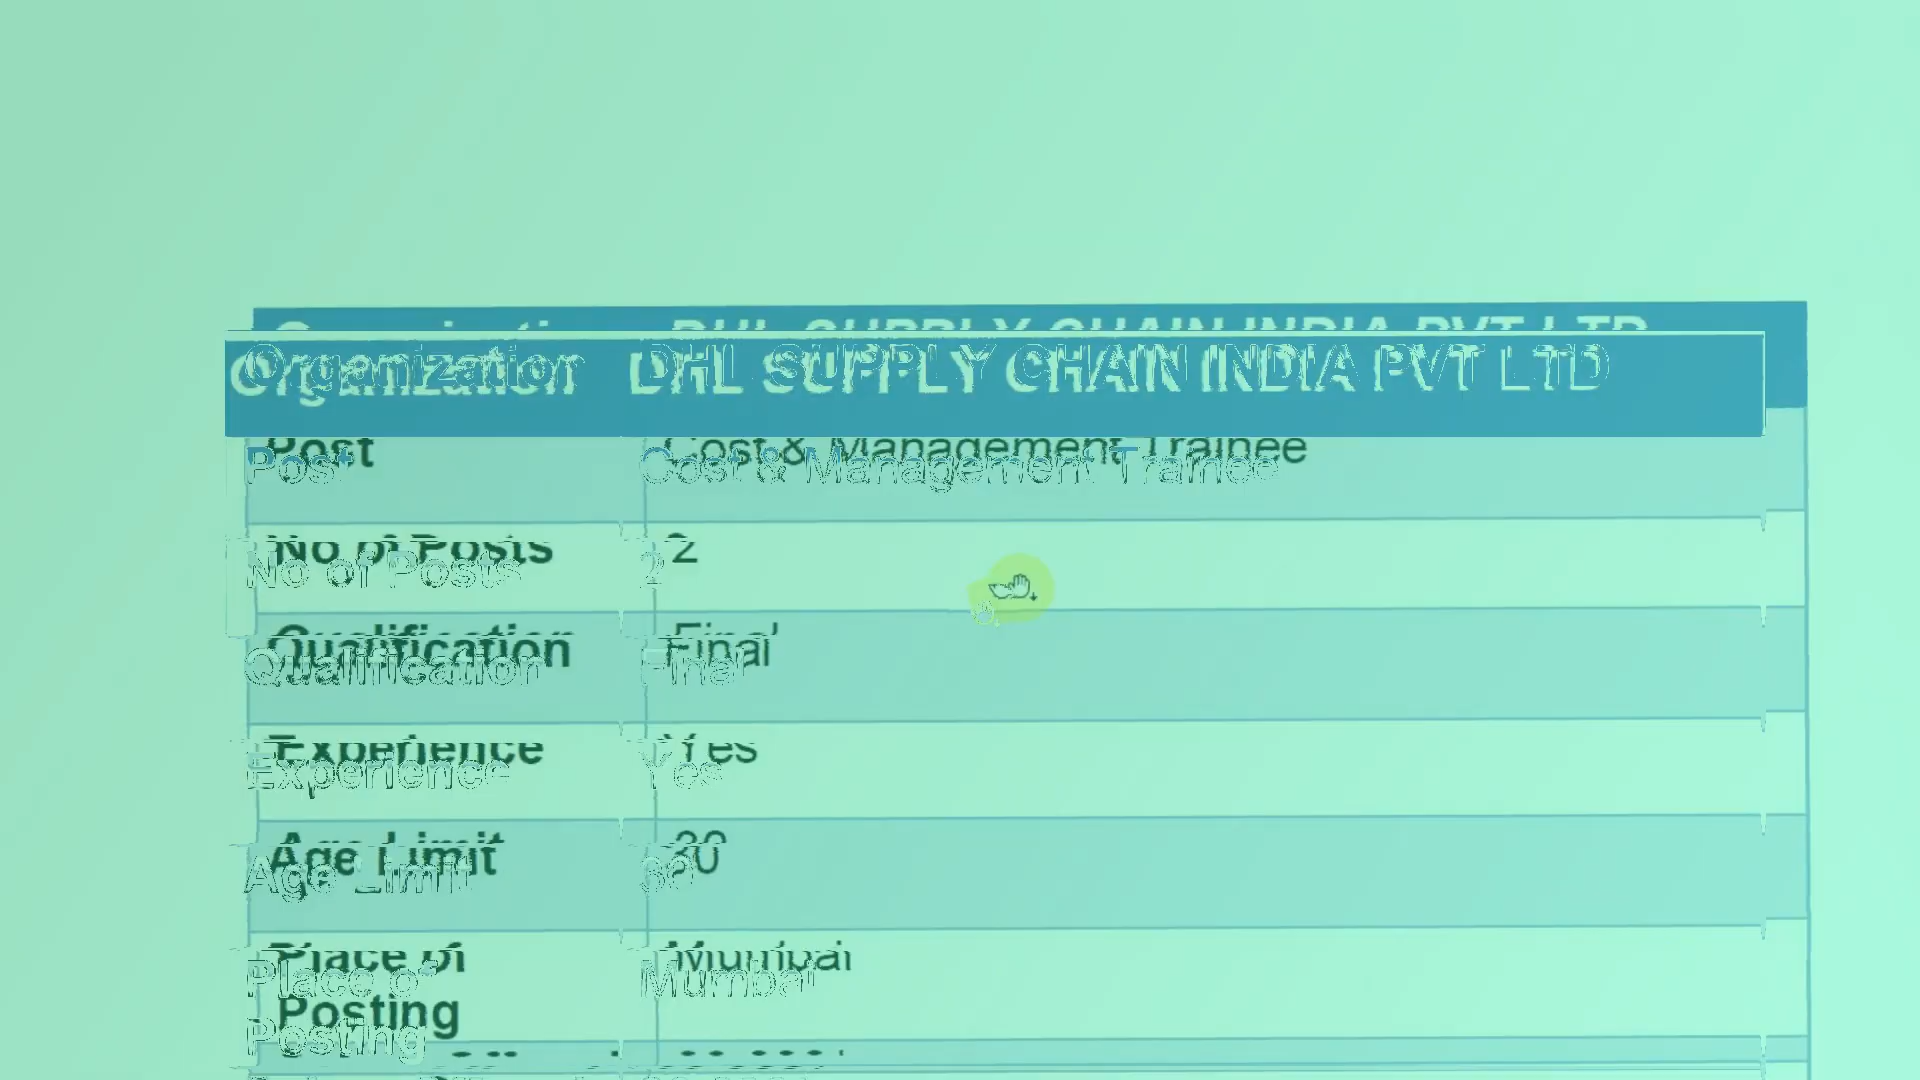 Organization DHL SUPPLY CHAIN INDIA PVT LTD
Post Cost & Management Trainee
No of Posts 2
Qualification Final
Experience Yes
Age Limit 30
Place of Mumbai
Posting